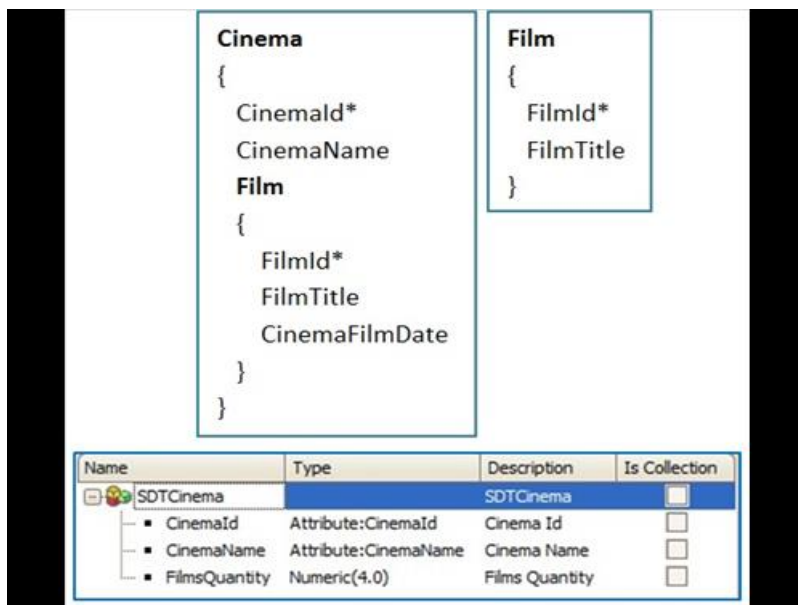 Cinema
{
CinemaId*
CinemaName
Film
{
FilmId*
FilmTitle
CinemaFilmDate
}
}
Film
{
FilmId*
FilmTitle
}
Name Type Description Is Collection
SDTCinema SDTCinema
CinemaId Attribute:CinemaId Cinema Id
CinemaName Attribute:CinemaName Cinema Name
FilmsQuantity Numeric(4.0) Films Quantity